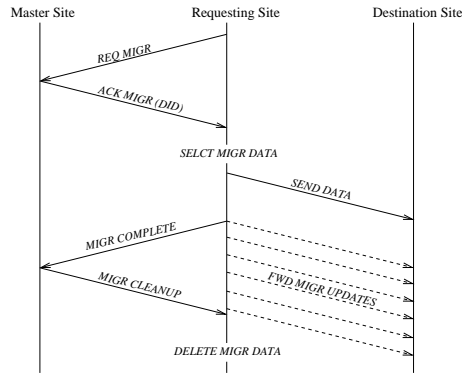 Master Site
Requesting Site
Destination Site
REQ MIGR
ACK MIGR (DID)
SELCT MIGR DATA
SEND DATA
MIGR COMPLETE
MIGR CLEANUP
FWD MIGR UPDATES
DELETE MIGR DATA